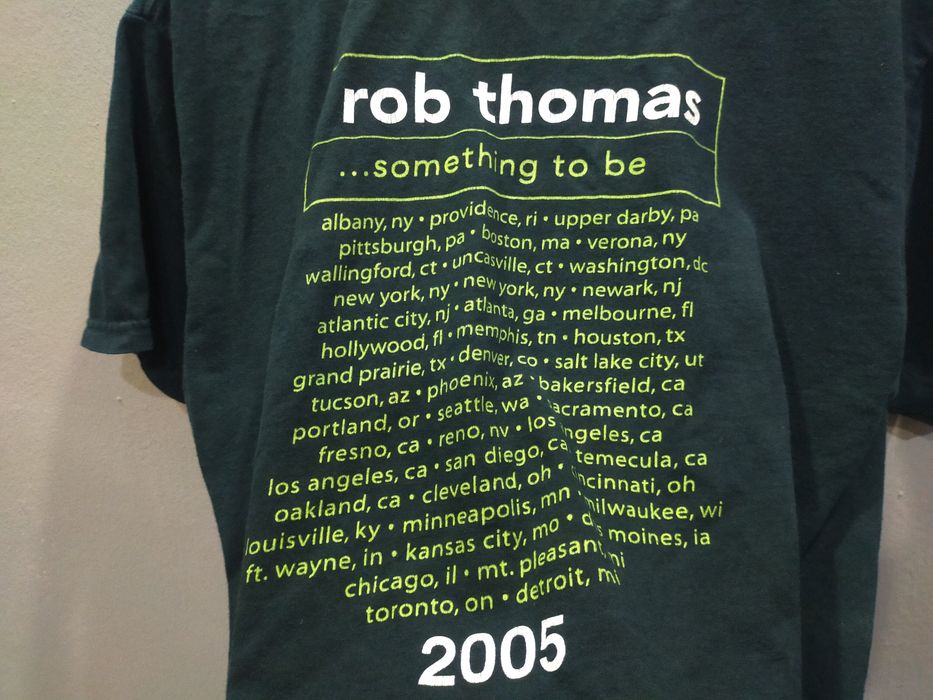 rob thomas
...something to be
albany, ny • providence, ri • upper darby, pa
pittsburgh, pa • boston, ma • verona, ny
wallingford, ct • uncasville, ct • washington, dc
new york, ny • new york, ny • newark, nj
atlantic city, nj • atlanta, ga • melbourne, fl
hollywood, fl • memphis, tn • houston, tx
grand prairie, tx • denver, co • salt lake city, ut
tucson, az • phoenix, az • bakersfield, ca
portland, or • seattle, wa • sacramento, ca
fresno, ca • reno, nv • los angeles, ca
los angeles, ca • san diego, ca temecula, ca
oakland, ca • cleveland, oh • cincinnati, oh
louisville, ky • minneapolis, mn • milwaukee, wi
ft. wayne, in • kansas city, mo • des moines, ia
chicago, il • mt. pleasant, mi
toronto, on • detroit, mi
2005